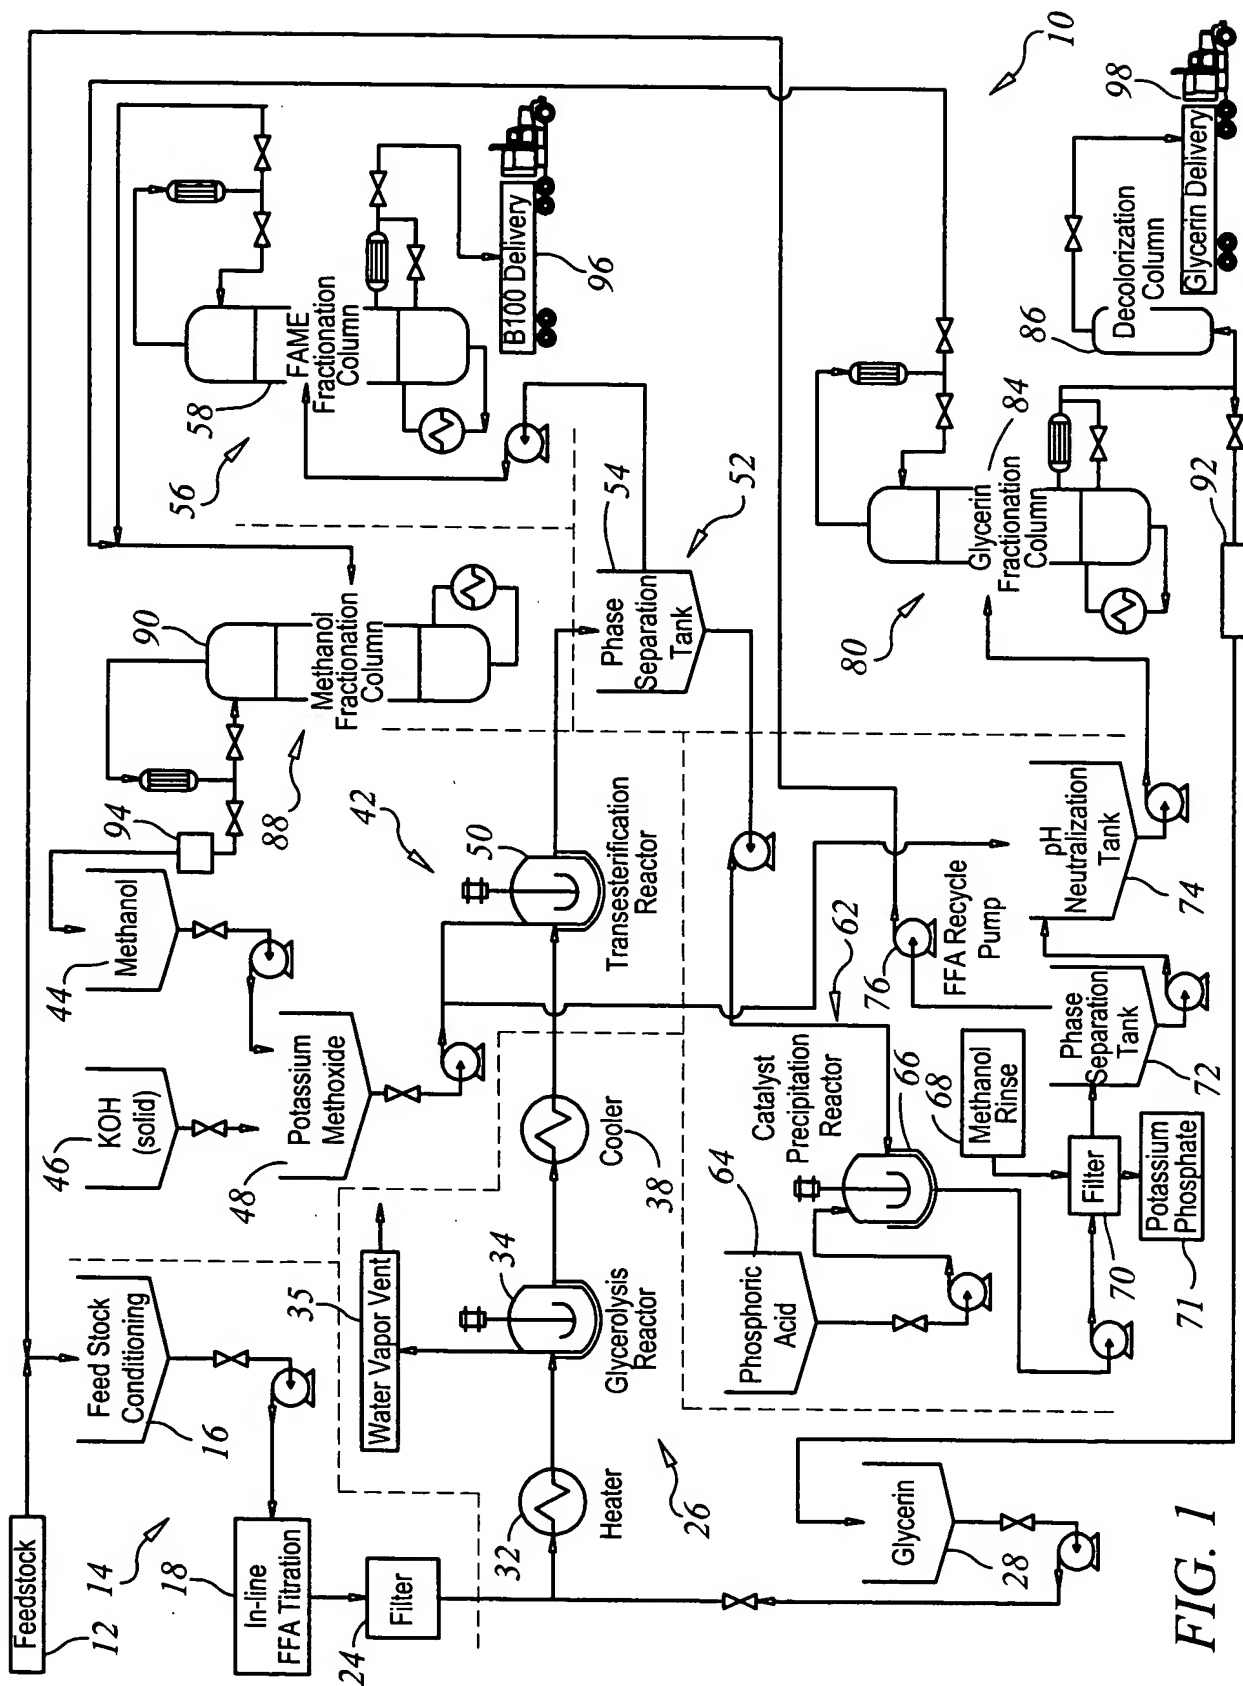 Feedstock
12
14
Feed Stock
Conditioning
16
In-line
FFA Titration
18
Filter
24
KOH
(solid)
46
Methanol
44
94
Potassium
Methoxide
48
Methanol
Fractionation
Column
90
88
FAME
Fractionation
Column
58
56
B100 Delivery
96
Water Vapor Vent
35
Heater
32
Glycerolysis
Reactor
34
26
Cooler
38
Transesterification
Reactor
50
42
Phase
Separation
Tank
54
52
Glycerin
28
Phosphoric
Acid
64
Catalyst
Precipitation
Reactor
66
62
Methanol
Rinse
68
Filter
70
Potassium
Phosphate
71
Phase
Separation
Tank
72
FFA Recycle
Pump
76
pH
Neutralization
Tank
74
Glycerin
Fractionation
Column
84
80
92
Decolorization
Column
86
Glycerin Delivery
98
10
FIG. 1